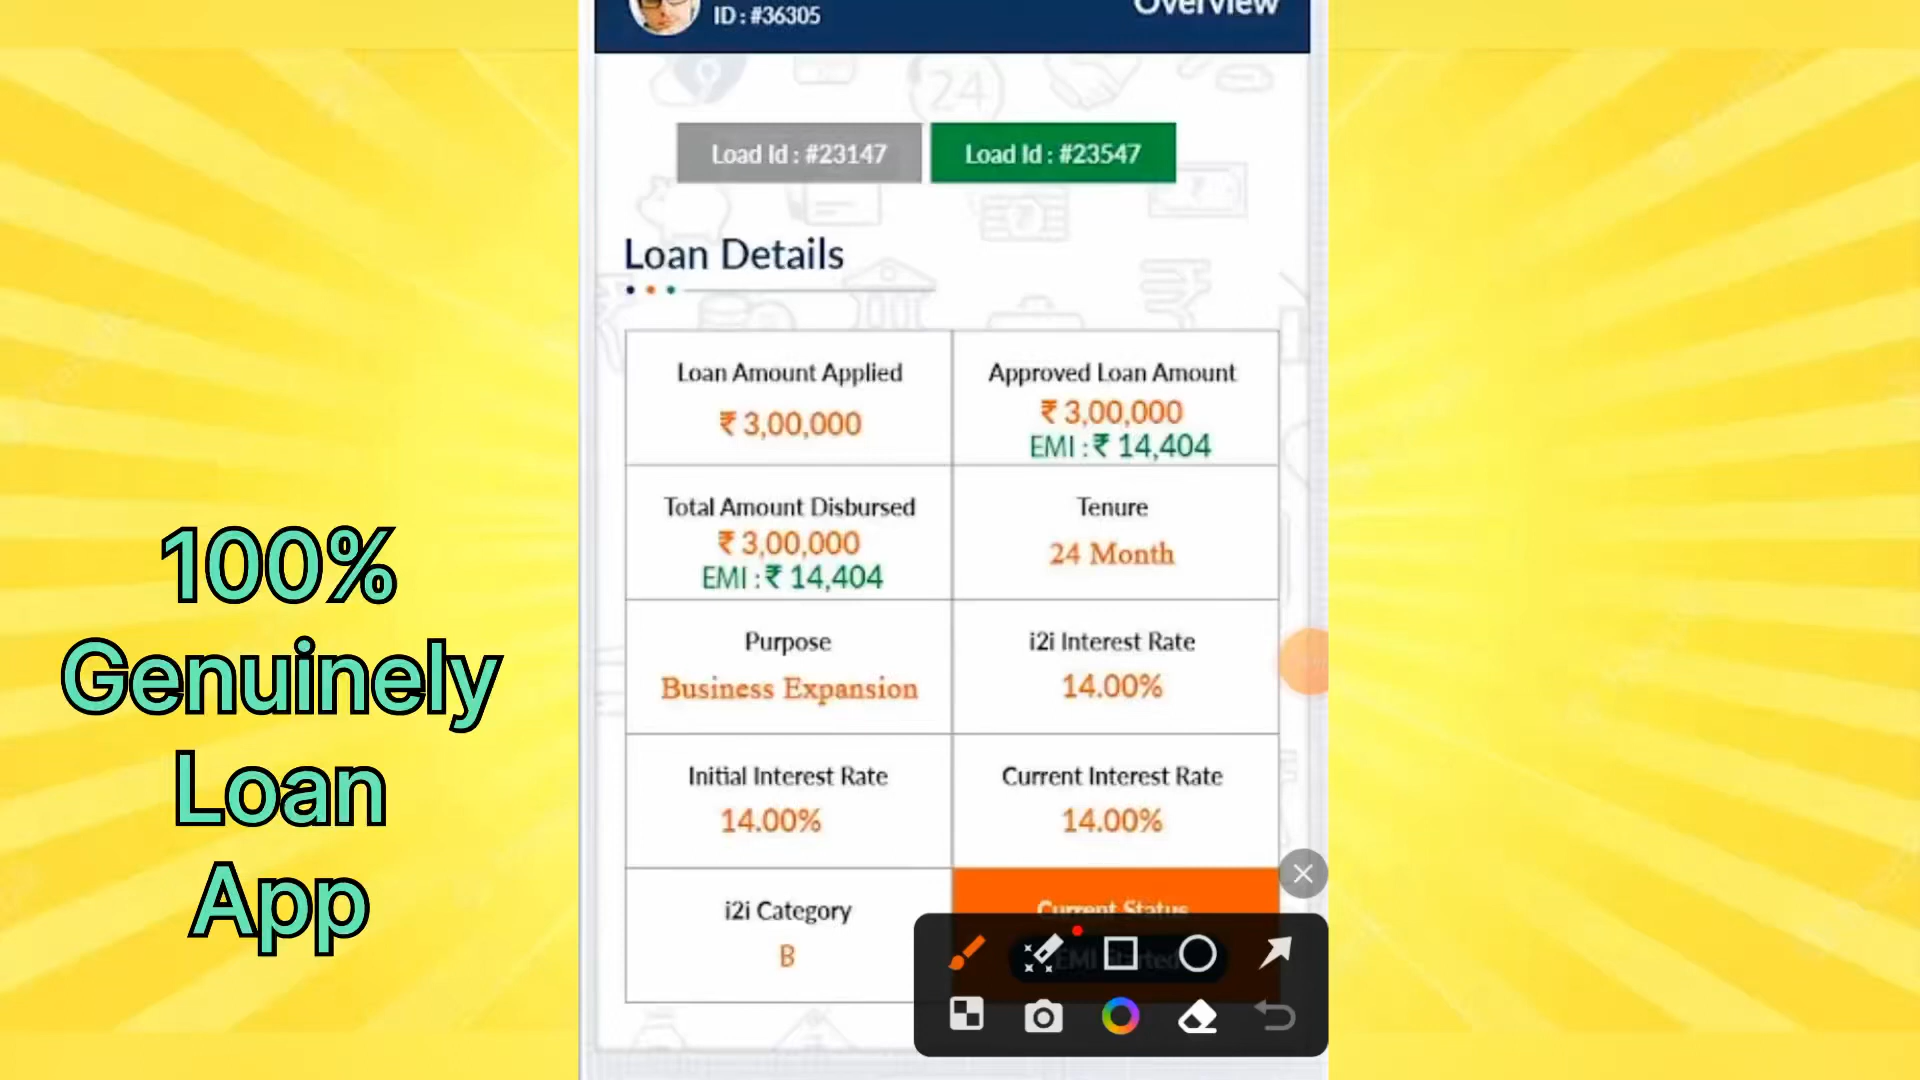 ID : #36305
Overview
24
Load Id : #23147
Load Id : #23547
Loan Details
Loan Amount Applied
₹ 3,00,000
Approved Loan Amount
₹ 3,00,000
EMI : ₹ 14,404
Total Amount Disbursed
₹ 3,00,000
EMI : ₹ 14,404
Tenure
24 Month
Purpose
Business Expansion
i2i Interest Rate
14.00%
Initial Interest Rate
14.00%
Current Interest Rate
14.00%
i2i Category
B
Current Status
EMI Started
100%
Genuinely
Loan
App